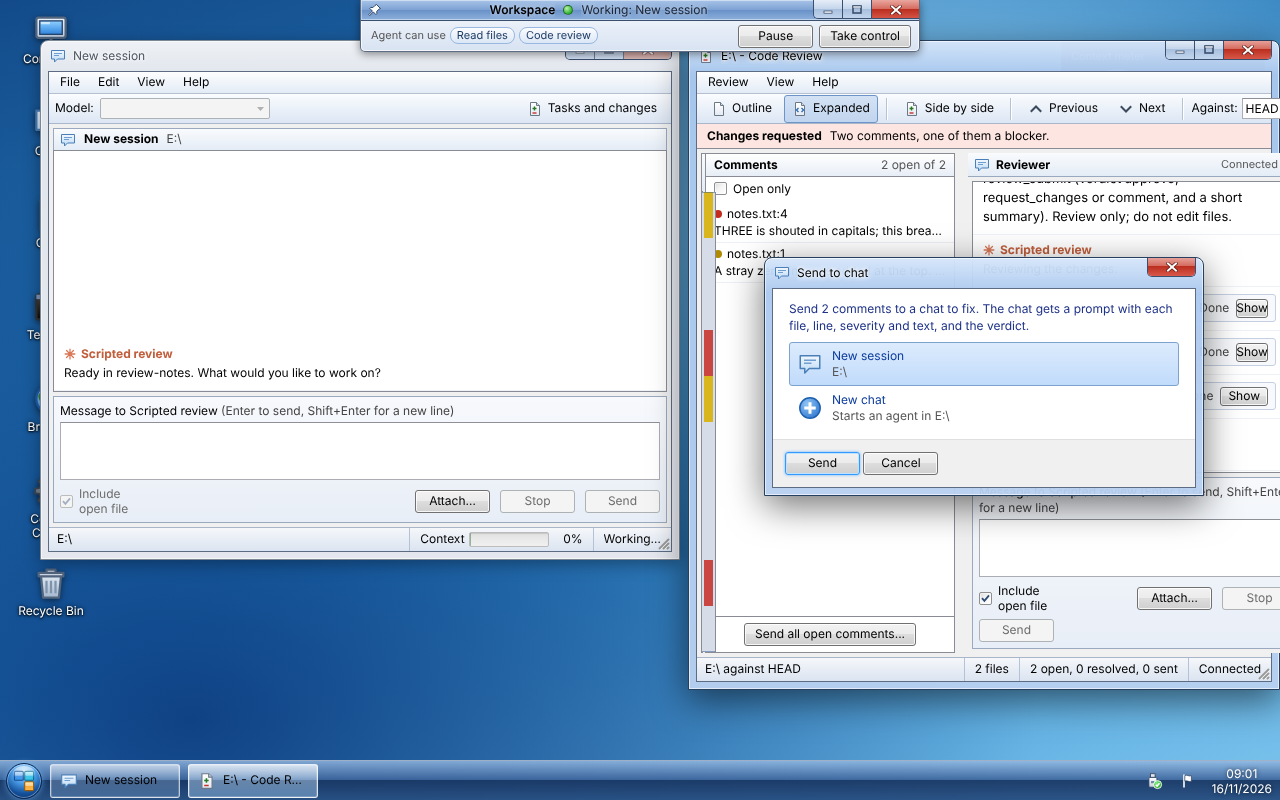 Workspace
Working: New session
Agent can use
Read files
Code review
Pause
Take control
New session
File
Edit
View
Help
Model:
Tasks and changes
New session
E:\
Scripted review
Ready in review-notes. What would you like to work on?
Message to Scripted review (Enter to send, Shift+Enter for a new line)
Include
open file
Attach...
Stop
Send
E:\
Context
0%
Working...
E:\ - Code Review
Review
View
Help
Outline
Expanded
Side by side
Previous
Next
Against:
HEAD
Changes requested
Two comments, one of them a blocker.
Comments
2 open of 2
Open only
notes.txt:4
THREE is shouted in capitals; this brea...
notes.txt:1
A stray z
Send all open comments...
Reviewer
Connected
request_changes or comment, and a short
summary). Review only; do not edit files.
Scripted review
Reviewing the changes.
Done
Show
Done
Show
Show
Send to chat
Send 2 comments to a chat to fix. The chat gets a prompt with each
file, line, severity and text, and the verdict.
New session
E:\
New chat
Starts an agent in E:\
Send
Cancel
for a new line)
Include
open file
Attach...
Stop
Send
E:\ against HEAD
2 files
2 open, 0 resolved, 0 sent
Connected
Recycle Bin
New session
E:\ - Code R...
09:01
16/11/2026